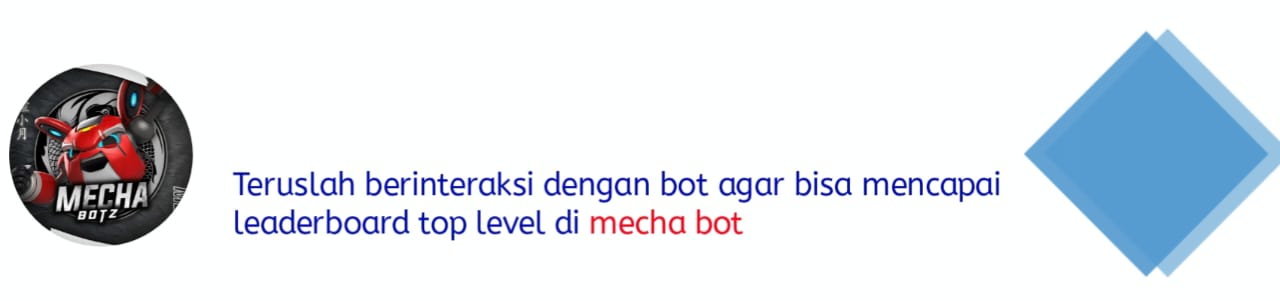 MECHA
BOTZ
Teruslah berinteraksi dengan bot agar bisa mencapai
leaderboard top level di mecha bot